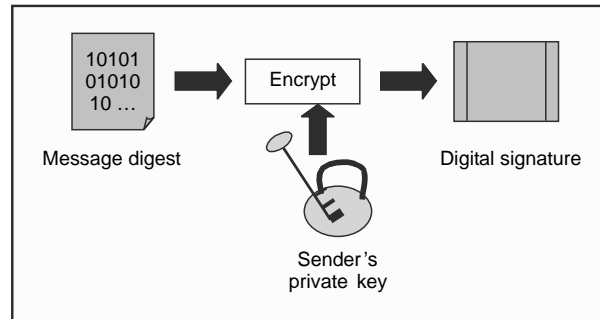 10101
01010
10 …
Encrypt
Message digest
Digital signature
Sender's
private key